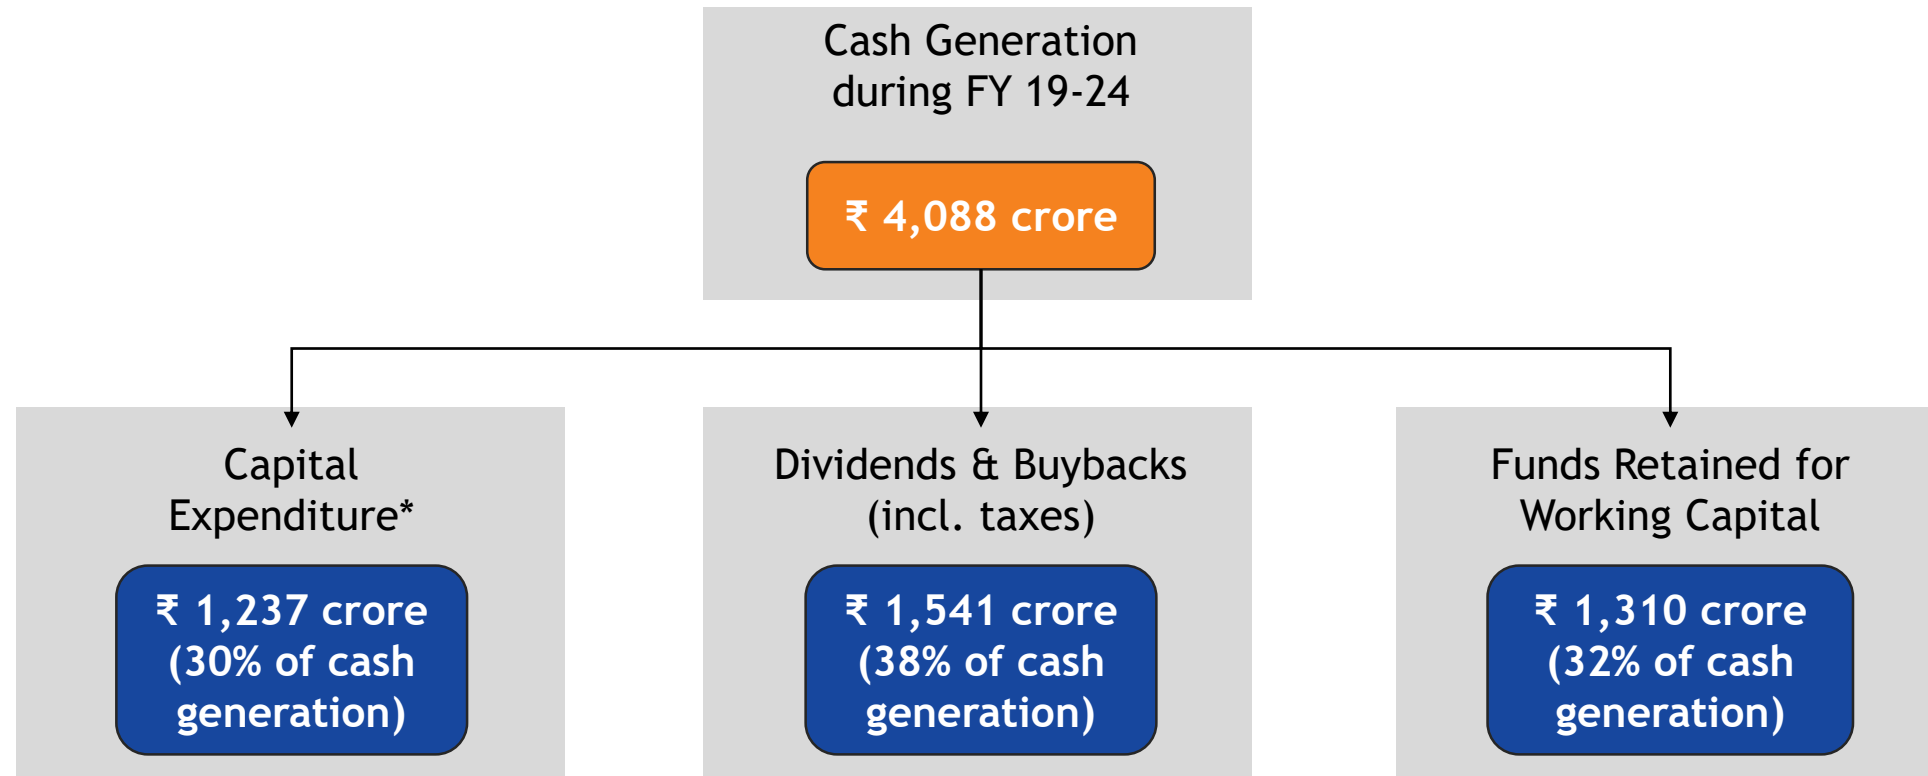 Cash Generation
during FY 19-24
₹ 4,088 crore
Capital
Expenditure*
₹ 1,237 crore
(30% of cash
generation)
Dividends & Buybacks
(incl. taxes)
₹ 1,541 crore
(38% of cash
generation)
Funds Retained for
Working Capital
₹ 1,310 crore
(32% of cash
generation)